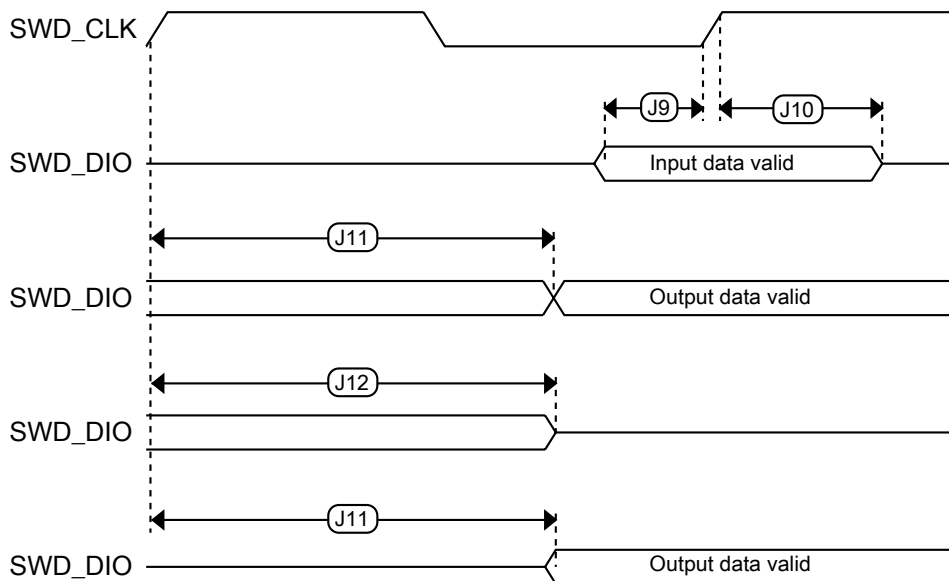 SWD_CLK
J9
J10
SWD_DIO
Input data valid
J11
SWD_DIO
Output data valid
J12
SWD_DIO
J11
SWD_DIO
Output data valid